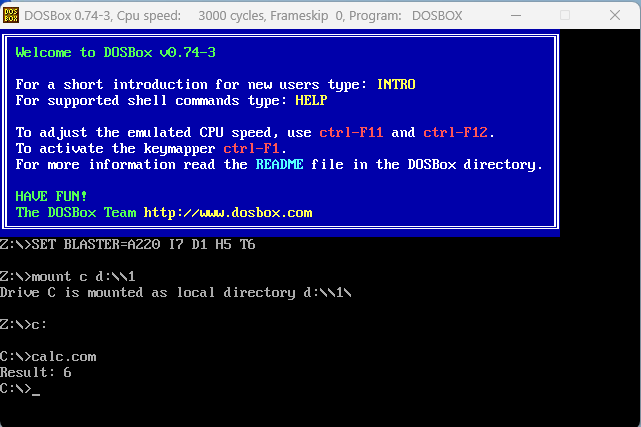 DOSBox 0.74-3, Cpu speed: 3000 cycles, Frameskip 0, Program: DOSBOX
Welcome to DOSBox v0.74-3
For a short introduction for new users type: INTRO
For supported shell commands type: HELP
To adjust the emulated CPU speed, use ctrl-F11 and ctrl-F12.
To activate the keymapper ctrl-F1.
For more information read the README file in the DOSBox directory.
HAVE FUN!
The DOSBox Team http://www.dosbox.com
Z:\>SET BLASTER=A220 I7 D1 H5 T6
Z:\>mount c d:\\1
Drive C is mounted as local directory d:\\1\
Z:\>c:
C:\>calc.com
Result: 6
C:\>_